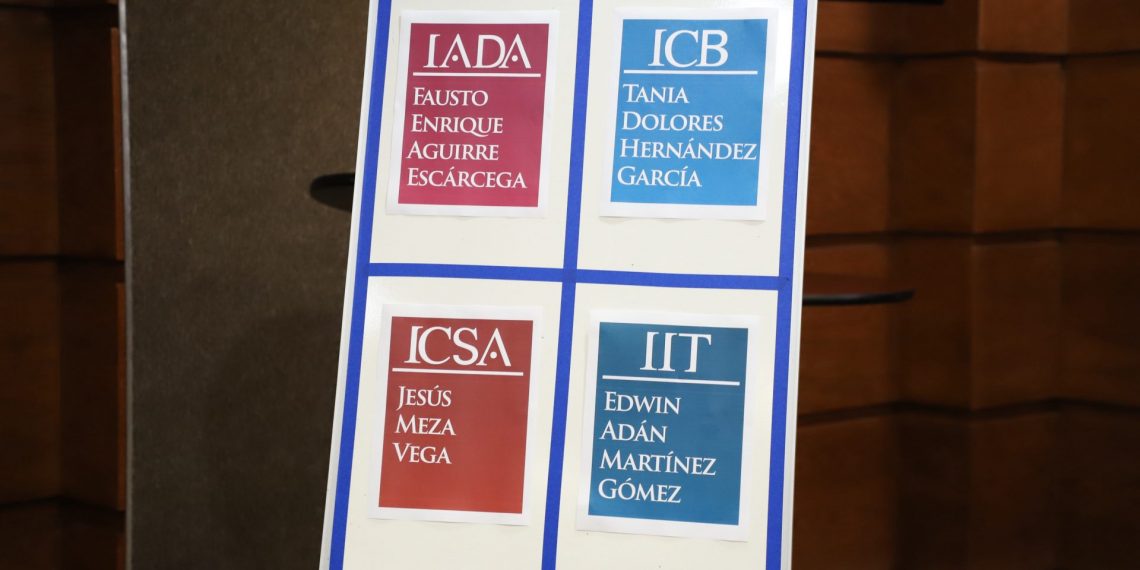 IADA
Fausto
Enrique
Aguirre
Escárcega
ICB
Tania
Dolores
Hernández
García
ICSA
Jesús
Meza
Vega
IIT
Edwin
Adán
Martínez
Gómez